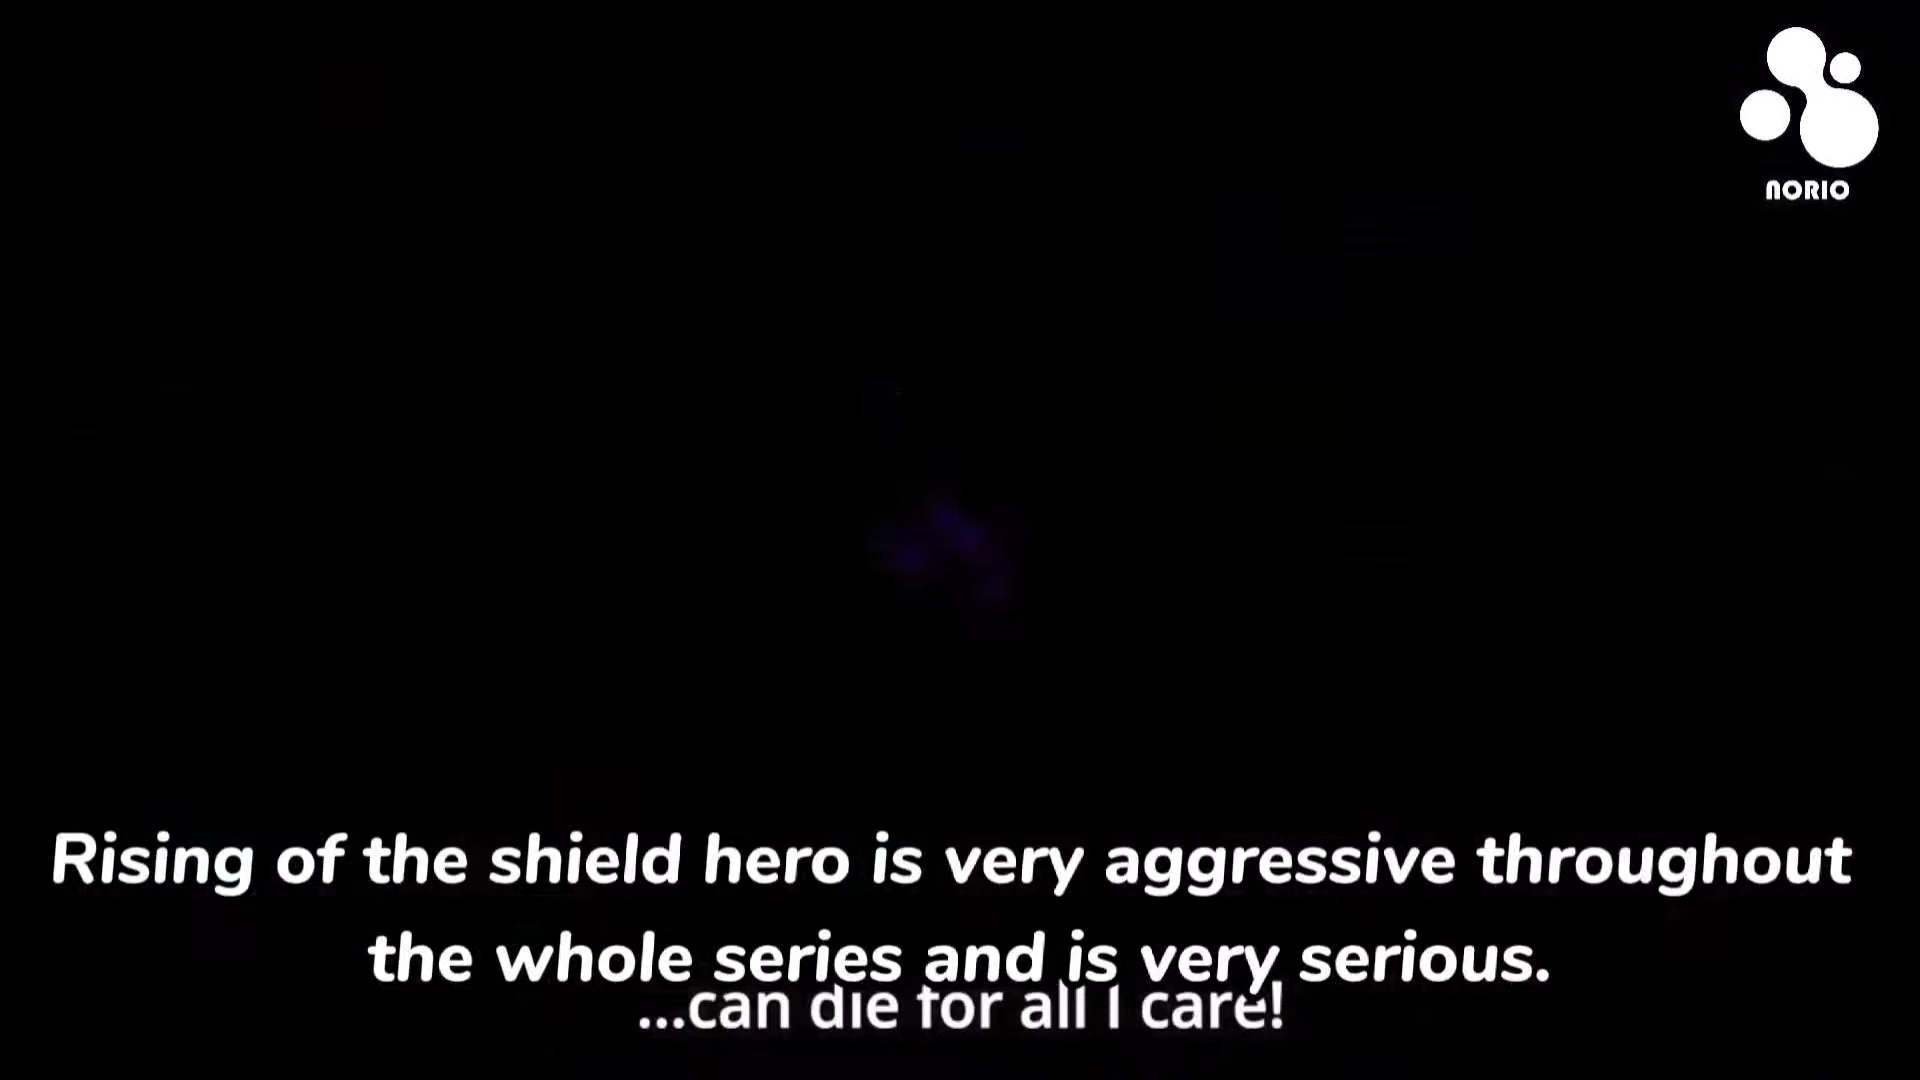 NORIO
Rising of the shield hero is very aggressive throughout
the whole series and is very serious.
...can die for all I care!